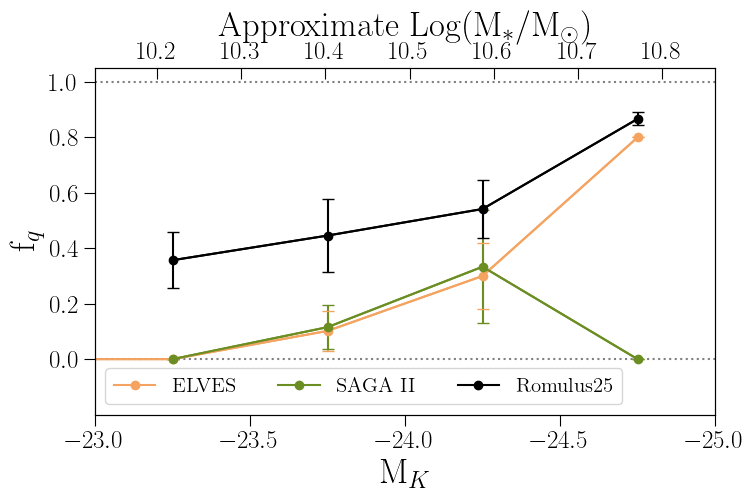 Approximate Log(M*/M☉)
10.2 10.3 10.4 10.5 10.6 10.7 10.8
1.0
0.8
0.6
0.4
0.2
0.0
f_q
ELVES SAGA II Romulus25
−23.0 −23.5 −24.0 −24.5 −25.0
M_K